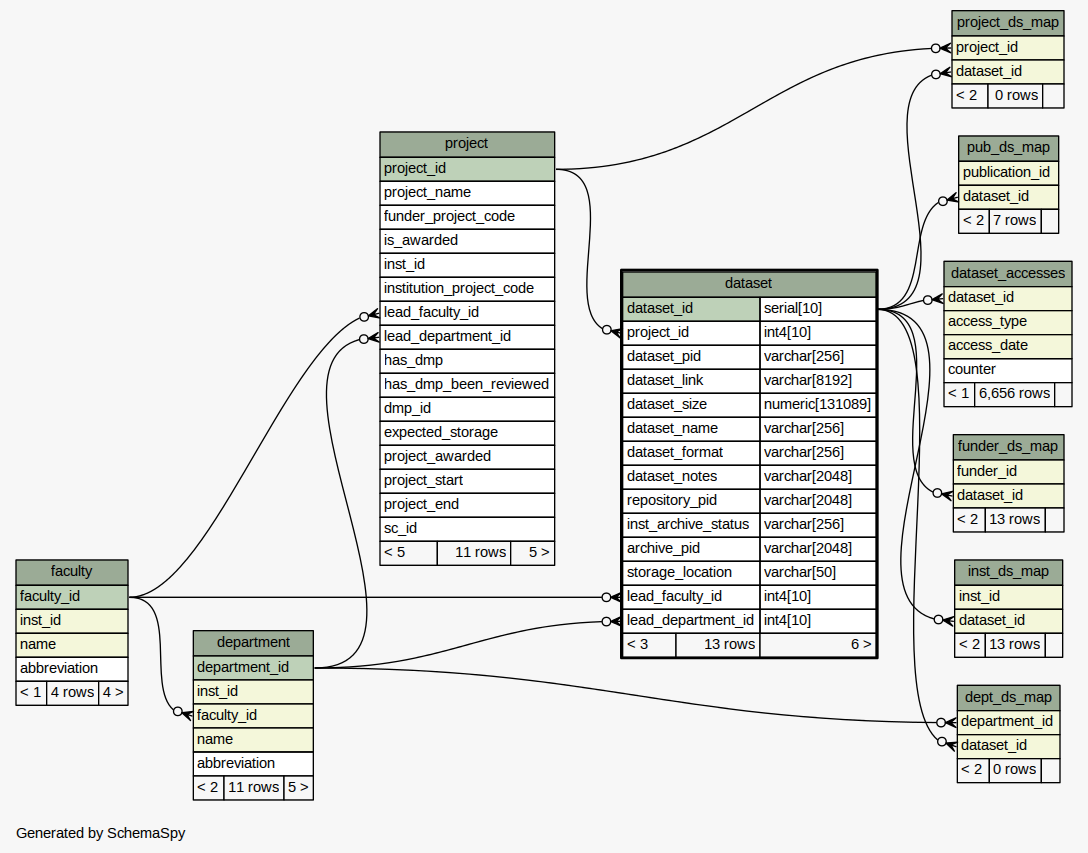 project_ds_map
project_id
dataset_id
< 2 0 rows
project
project_id
project_name
funder_project_code
is_awarded
inst_id
institution_project_code
lead_faculty_id
lead_department_id
has_dmp
has_dmp_been_reviewed
dmp_id
expected_storage
project_awarded
project_start
project_end
sc_id
< 5 11 rows 5 >
pub_ds_map
publication_id
dataset_id
< 2 7 rows
dataset
dataset_id serial[10]
project_id int4[10]
dataset_pid varchar[256]
dataset_link varchar[8192]
dataset_size numeric[131089]
dataset_name varchar[256]
dataset_format varchar[256]
dataset_notes varchar[2048]
repository_pid varchar[2048]
inst_archive_status varchar[256]
archive_pid varchar[2048]
storage_location varchar[50]
lead_faculty_id int4[10]
lead_department_id int4[10]
< 3 13 rows 6 >
dataset_accesses
dataset_id
access_type
access_date
counter
< 1 6,656 rows
funder_ds_map
funder_id
dataset_id
< 2 13 rows
faculty
faculty_id
inst_id
name
abbreviation
< 1 4 rows 4 >
department
department_id
inst_id
faculty_id
name
abbreviation
< 2 11 rows 5 >
inst_ds_map
inst_id
dataset_id
< 2 13 rows
dept_ds_map
department_id
dataset_id
< 2 0 rows
Generated by SchemaSpy